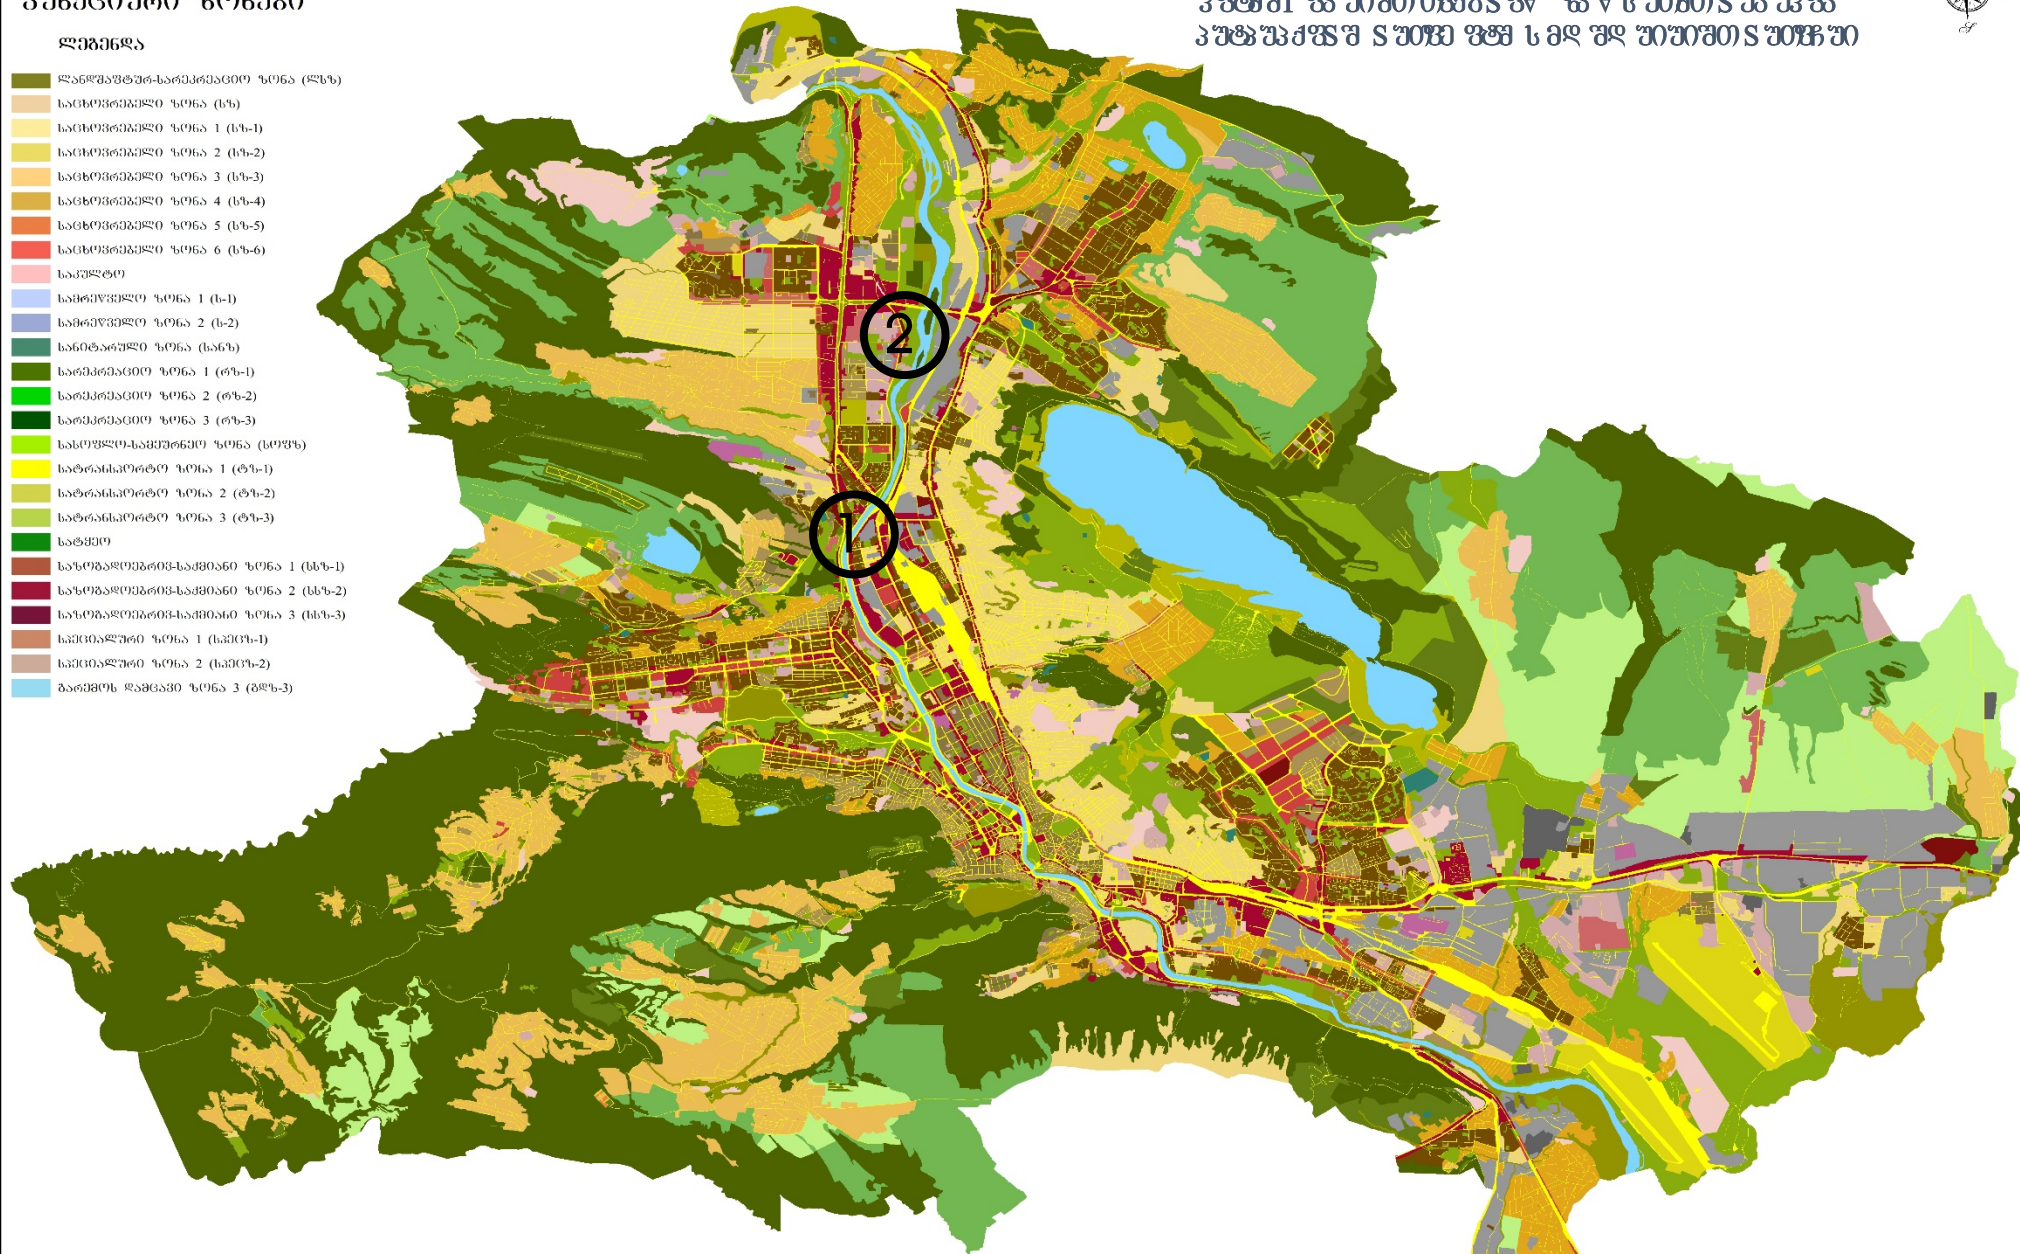 ფუნქციური ზონები
ლეგენდა
ლანდშაფტურ-სარეკრეაციო ზონა (ლსზ)
საცხოვრებელი ზონა (სზ)
საცხოვრებელი ზონა 1 (სზ-1)
საცხოვრებელი ზონა 2 (სზ-2)
საცხოვრებელი ზონა 3 (სზ-3)
საცხოვრებელი ზონა 4 (სზ-4)
საცხოვრებელი ზონა 5 (სზ-5)
საცხოვრებელი ზონა 6 (სზ-6)
საკულტო
სამრეწველო ზონა 1 (ს-1)
სამრეწველო ზონა 2 (ს-2)
სანიტარული ზონა (სანზ)
სარეკრეაციო ზონა 1 (რზ-1)
სარეკრეაციო ზონა 2 (რზ-2)
სარეკრეაციო ზონა 3 (რზ-3)
სასოფლო-სამეურნეო ზონა (სოფზ)
სატრანსპორტო ზონა 1 (ტზ-1)
სატრანსპორტო ზონა 2 (ტზ-2)
სატრანსპორტო ზონა 3 (ტზ-3)
სატყეო
საზოგადოებრივ-საქმიანი ზონა 1 (სსზ-1)
საზოგადოებრივ-საქმიანი ზონა 2 (სსზ-2)
საზოგადოებრივ-საქმიანი ზონა 3 (სსზ-3)
სპეციალური ზონა 1 (სპეცზ-1)
სპეციალური ზონა 2 (სპეცზ-2)
გარემოს დამცავი ზონა 3 (გდზ-3)
2
1